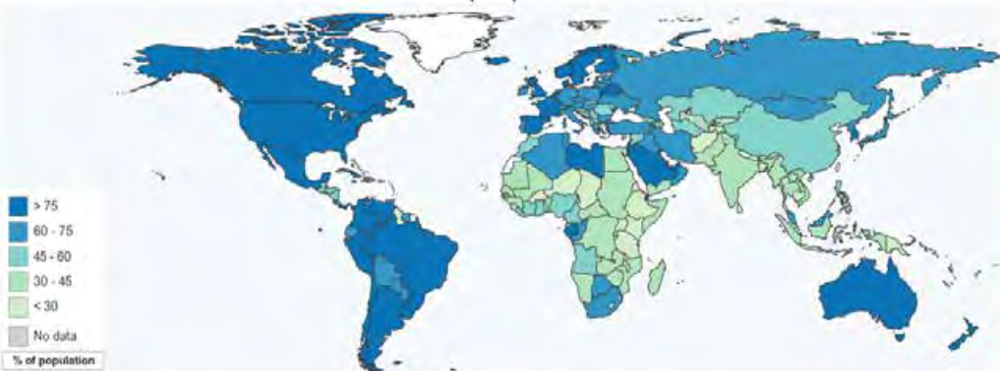 > 75
60 - 75
45 - 60
30 - 45
< 30
No data
% of population